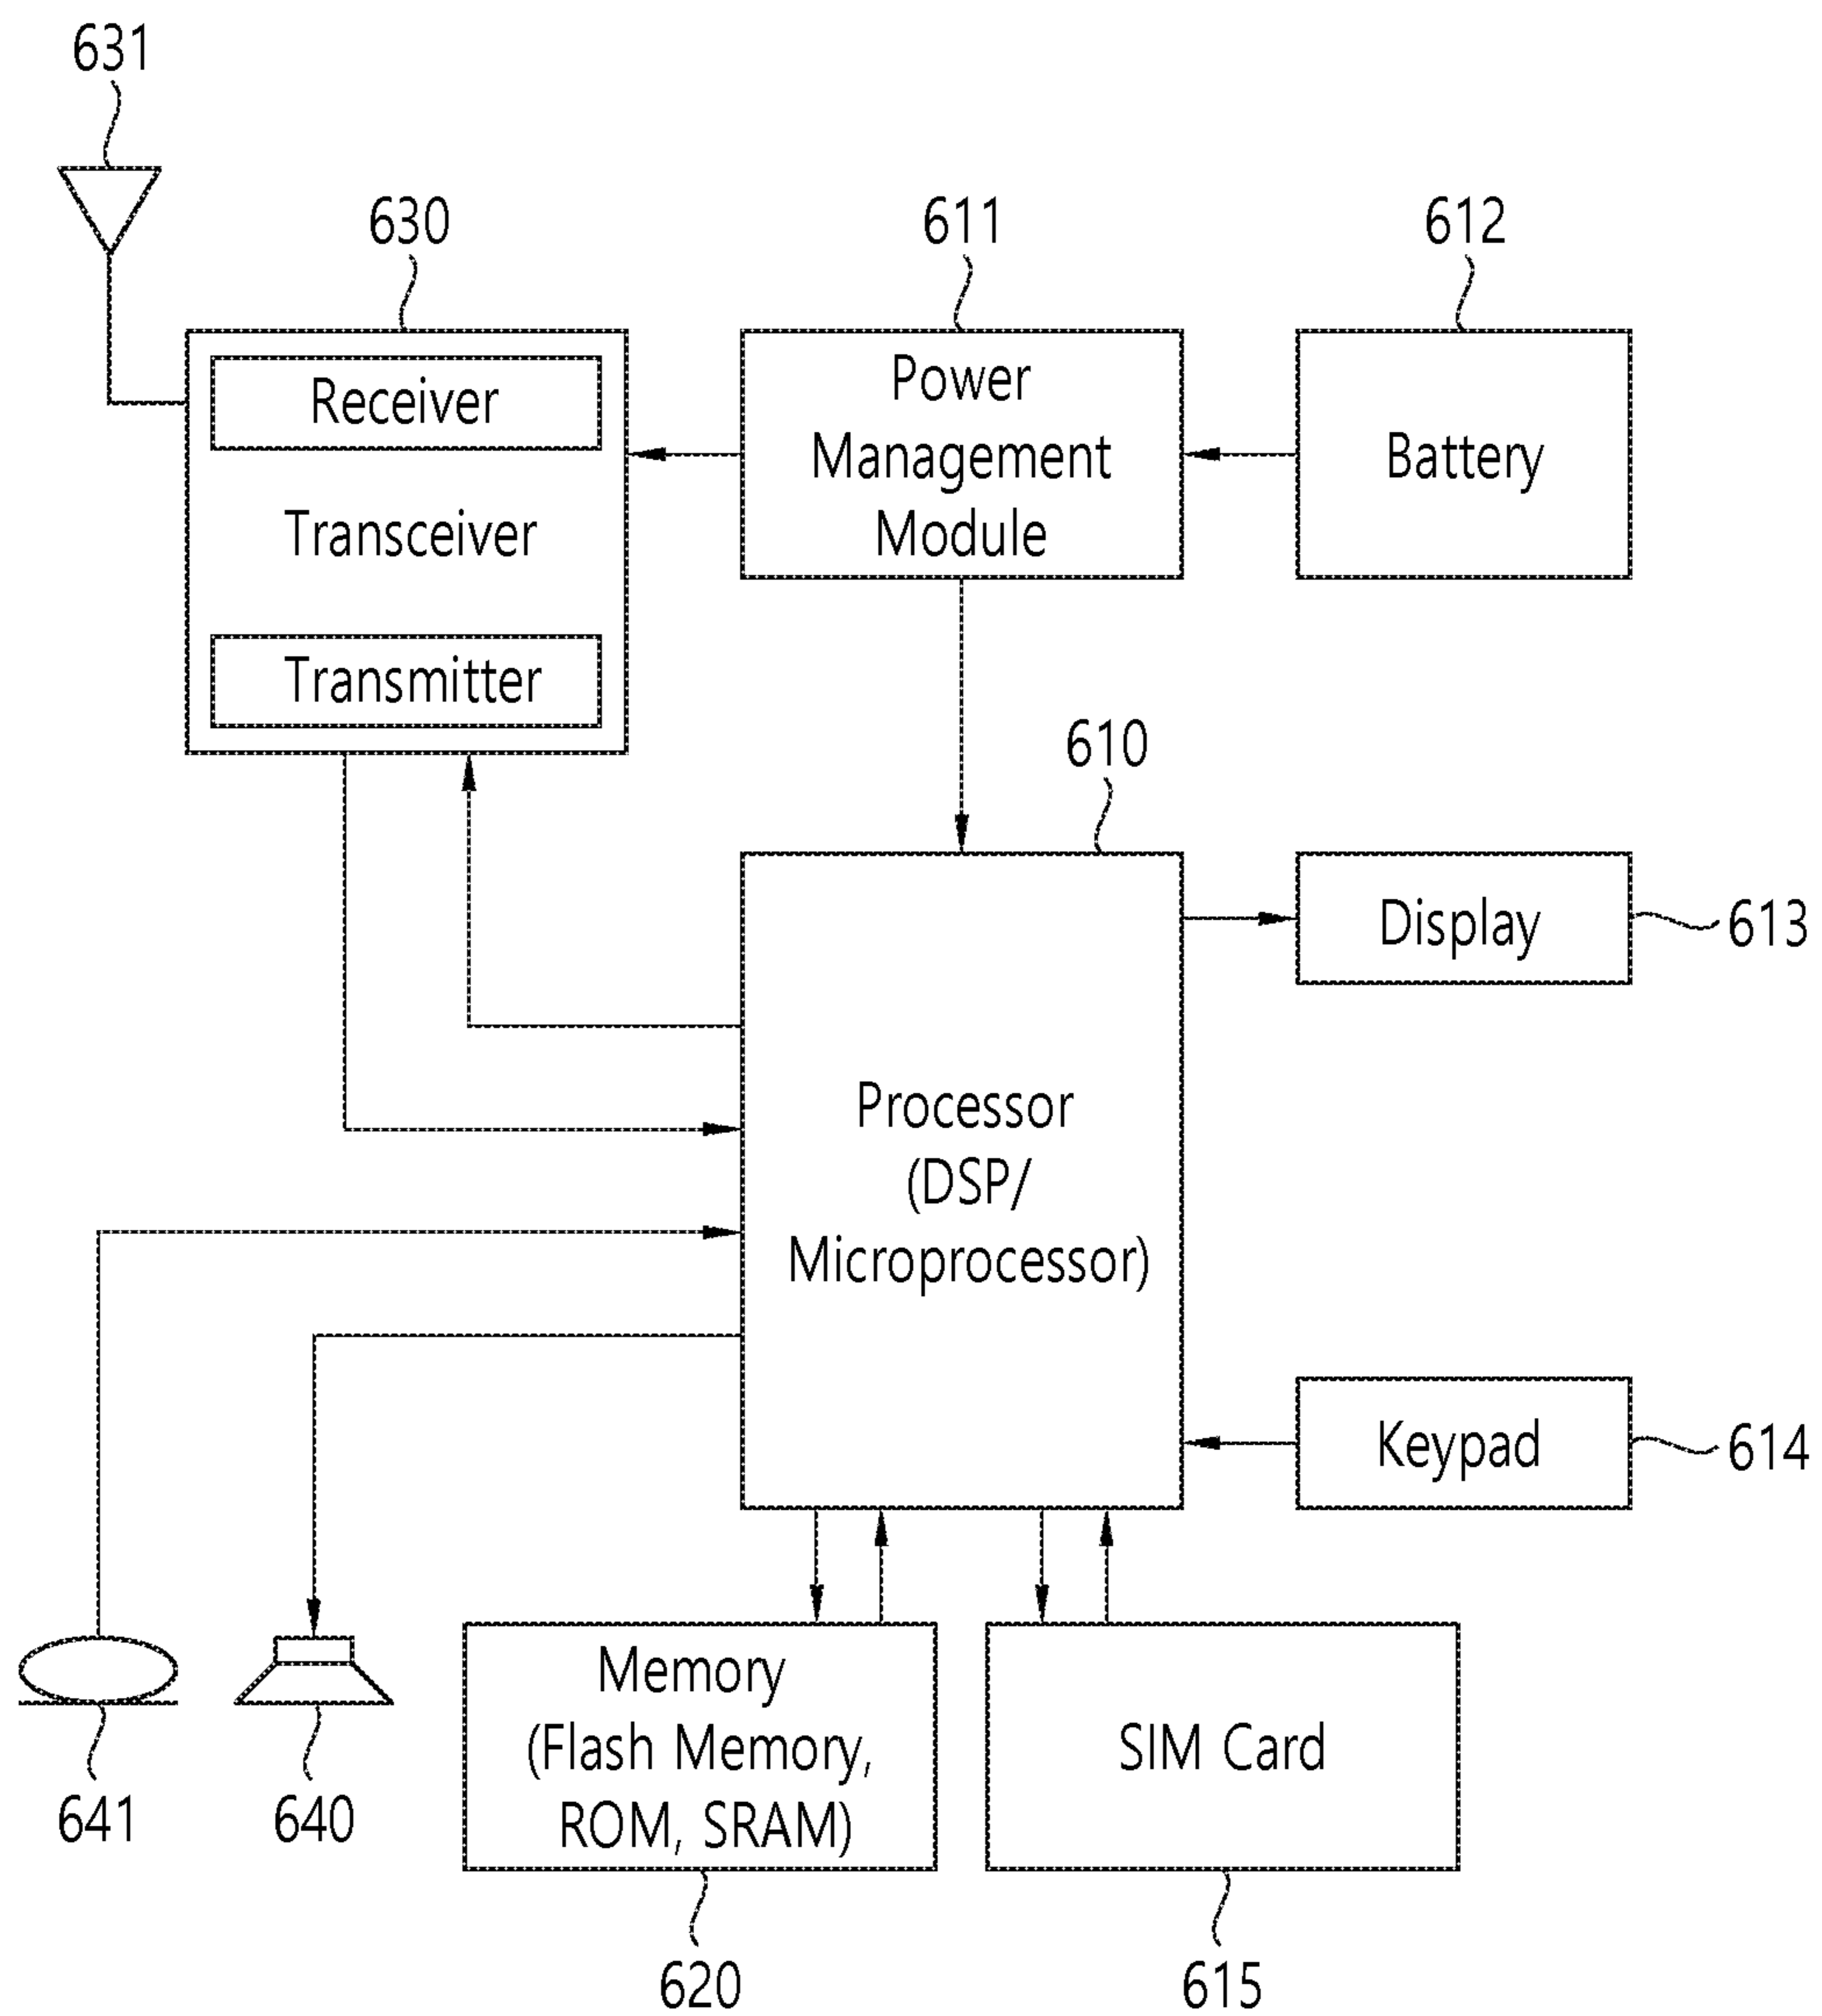 631
630
611
612
Receiver
Transceiver
Transmitter
Power
Management
Module
Battery
610
Display
613
Processor
(DSP/
Microprocessor)
Keypad
614
Memory
(Flash Memory,
ROM, SRAM)
SIM Card
641
640
620
615